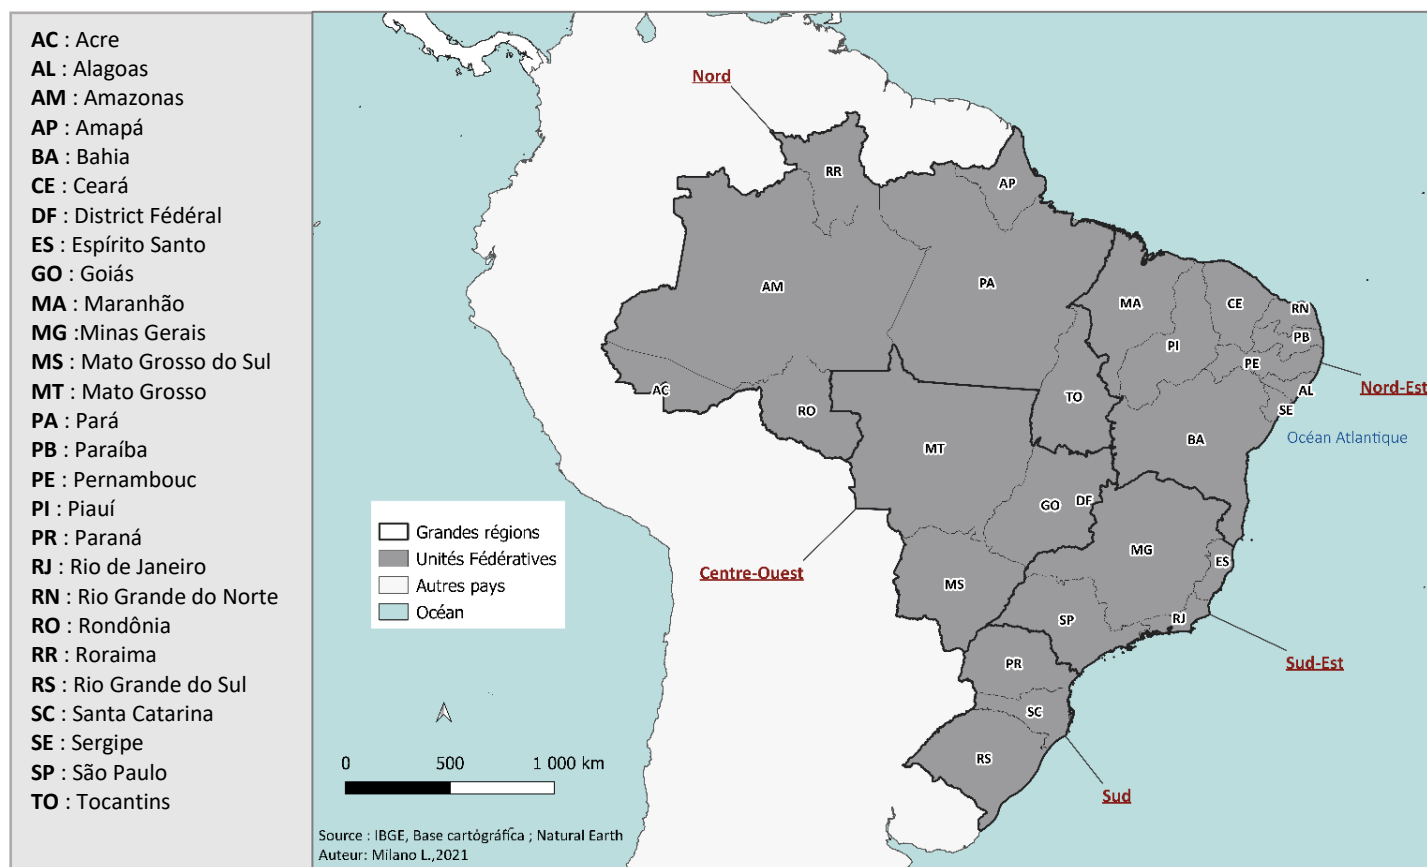 AC : Acre
AL : Alagoas
AM : Amazonas
AP : Amapá
BA : Bahia
CE : Ceará
DF : District Fédéral
ES : Espírito Santo
GO : Goiás
MA : Maranhão
MG :Minas Gerais
MS : Mato Grosso do Sul
MT : Mato Grosso
PA : Pará
PB : Paraíba
PE : Pernambouc
PI : Piauí
PR : Paraná
RJ : Rio de Janeiro
RN : Rio Grande do Norte
RO : Rondônia
RR : Roraima
RS : Rio Grande do Sul
SC : Santa Catarina
SE : Sergipe
SP : São Paulo
TO : Tocantins
Nord
RR
AP
AM
PA
MA
CE
RN
PB
PI
PE
Nord-Est
AC
AL
TO
RO
SE
Océan Atlantique
BA
MT
GO
DF
Grandes régions
Unités Fédératives
Autres pays
Océan
Centre-Ouest
MG
ES
MS
SP
RJ
Sud-Est
PR
SC
RS
Sud
0 500 1 000 km
Source : IBGE, Base cartógráfica ; Natural Earth
Auteur: Milano L.,2021